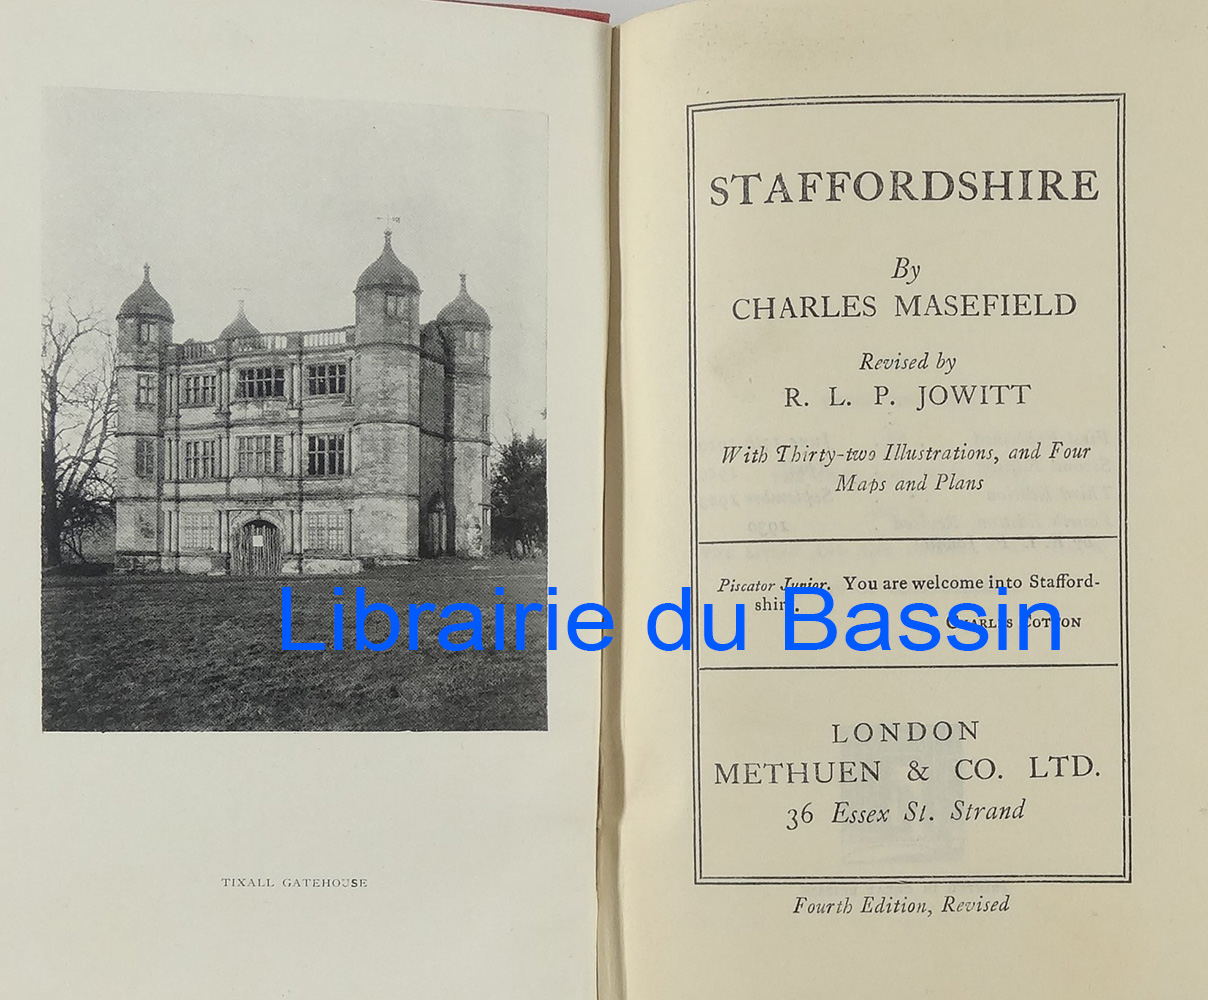 TIXALL GATEHOUSE
STAFFORDSHIRE
By
CHARLES MASEFIELD
Revised by
R. L. P. JOWITT
With Thirty-two Illustrations, and Four
Maps and Plans
Piscator Junior. You are welcome into Stafford-
shire.
CHARLES COTTON
Librairie du Bassin
LONDON
METHUEN & CO. LTD.
36 Essex St. Strand
Fourth Edition, Revised